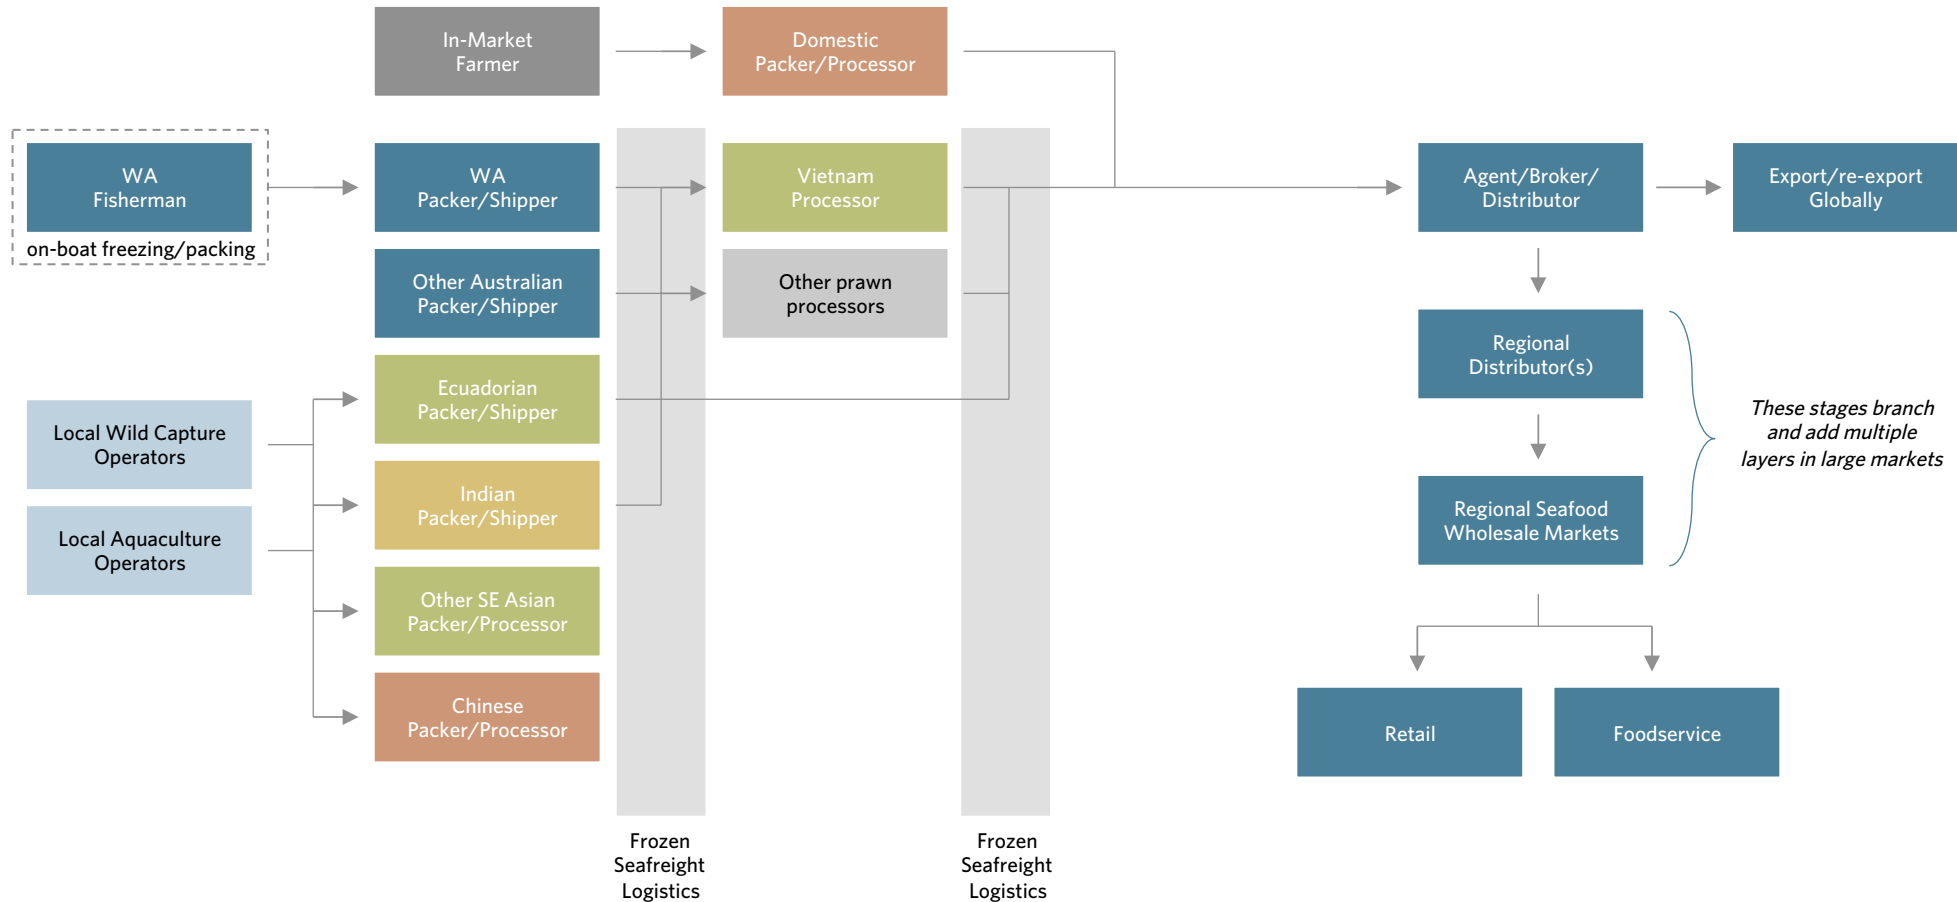 In-Market
Farmer
Domestic
Packer/Processor
WA
Fisherman
on-boat freezing/packing
WA
Packer/Shipper
Vietnam
Processor
Agent/Broker/
Distributor
Export/re-export
Globally
Other Australian
Packer/Shipper
Other prawn
processors
Regional
Distributor(s)
Local Wild Capture
Operators
Ecuadorian
Packer/Shipper
These stages branch
and add multiple
layers in large markets
Indian
Packer/Shipper
Regional Seafood
Wholesale Markets
Local Aquaculture
Operators
Other SE Asian
Packer/Processor
Chinese
Packer/Processor
Retail
Foodservice
Frozen
Seafreight
Logistics
Frozen
Seafreight
Logistics